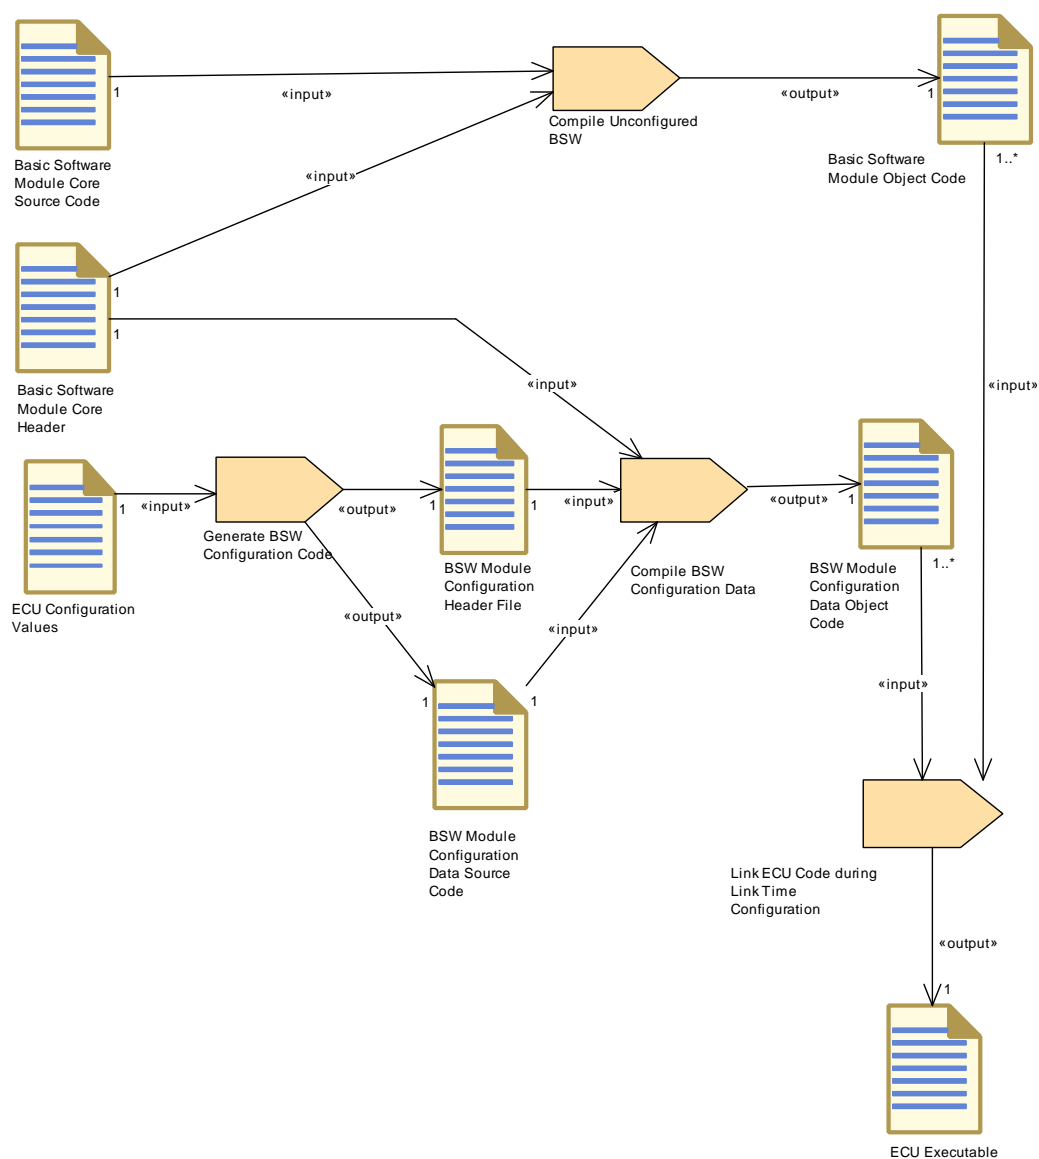 1
«input»
Compile Unconfigured
BSW
«output»
1
Basic Software
Module Core
Source Code
Basic Software
Module Object Code
1..*
«input»
1
1
«input»
«input»
Basic Software
Module Core
Header
ECU Configuration
Values
1
«input»
Generate BSW
Configuration Code
«output»
1
BSW Module
Configuration
Header File
1
«input»
Compile BSW
Configuration Data
«output»
1
BSW Module
Configuration
Data Object
Code
1..*
«output»
1
1
«input»
BSW Module
Configuration
Data Source
Code
«input»
Link ECU Code during
Link Time
Configuration
«output»
1
ECU Executable